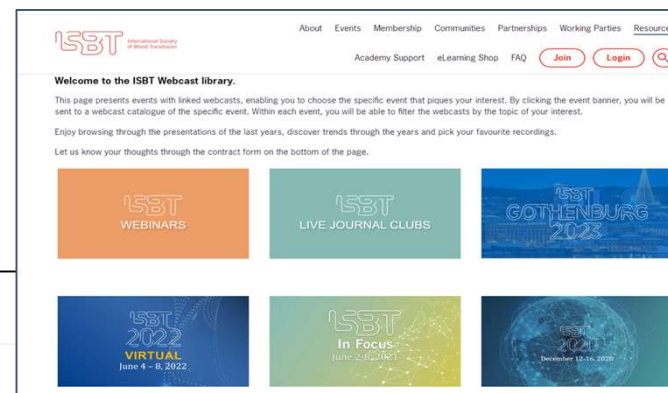 ISBT International Society
of Blood Transfusion
About Events Membership Communities Partnerships Working Parties Resource
Academy Support eLearning Shop FAQ Join Login
Welcome to the ISBT Webcast library.
This page presents events with linked webcasts, enabling you to choose the specific event that piques your interest. By clicking the event banner, you will be
sent to a webcast catalogue of the specific event. Within each event, you will be able to filter the webcasts by the topic of your interest.
Enjoy browsing through the presentations of the last years, discover trends through the years and pick your favourite recordings.
Let us know your thoughts through the contract form on the bottom of the page.
ISBT
WEBINARS
ISBT
LIVE JOURNAL CLUBS
ISBT
GOTHENBURG
2023
ISBT
2022
VIRTUAL
June 4 – 8, 2022
ISBT
In Focus
June 2-8, 2021
ISBT
2020
December 12-16, 2020